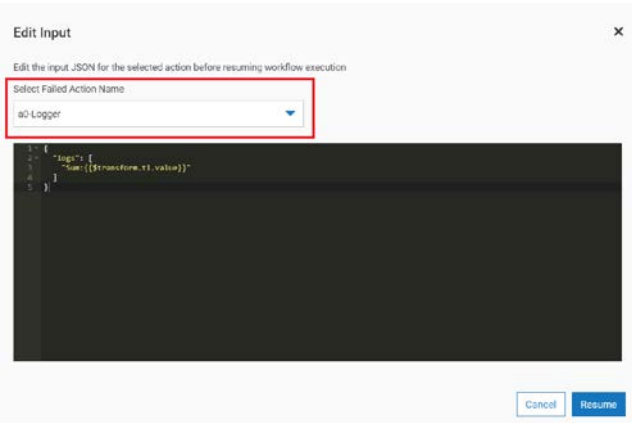 Edit Input
Edit the input JSON for the selected action before resuming workflow execution
Select Failed Action Name
a0-Logger
1 {
2 "logs": [
3 "Sum:{{$transform.t1.value}}"
4 ]
5 }
Cancel Resume